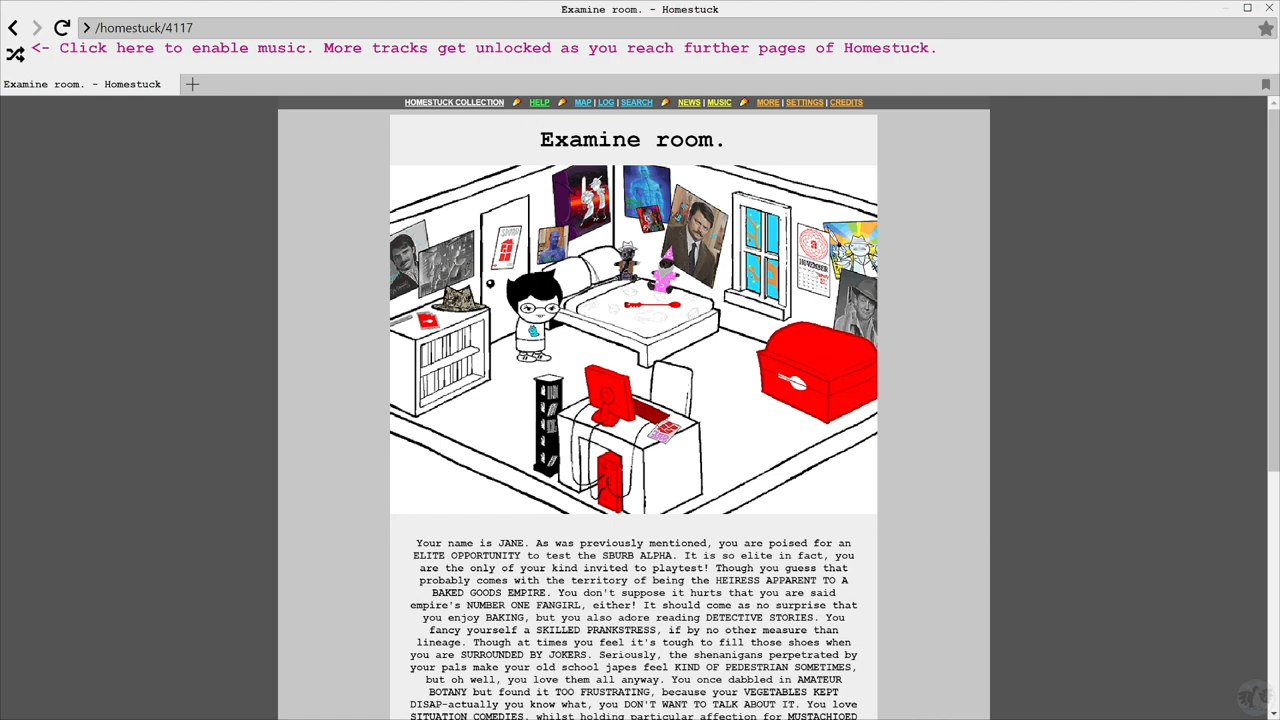 Examine room. - Homestuck
/homestuck/4117
<- Click here to enable music. More tracks get unlocked as you reach further pages of Homestuck.
Examine room. - Homestuck
HOMESTUCK COLLECTION HELP MAP | LOG | SEARCH NEWS | MUSIC MORE | SETTINGS | CREDITS
Examine room.
NOVEMBER
Your name is JANE. As was previously mentioned, you are poised for an
ELITE OPPORTUNITY to test the SBURB ALPHA. It is so elite in fact, you
are the only of your kind invited to playtest! Though you guess that
probably comes with the territory of being the HEIRESS APPARENT TO A
BAKED GOODS EMPIRE. You don't suppose it hurts that you are said
empire's NUMBER ONE FANGIRL, either! It should come as no surprise that
you enjoy BAKING, but you also adore reading DETECTIVE STORIES. You
fancy yourself a SKILLED PRANKSTRESS, if by no other measure than
lineage. Though at times you feel it's tough to fill those shoes when
you are SURROUNDED BY JOKERS. Seriously, the shenanigans perpetrated by
your pals make your old school japes feel KIND OF PEDESTRIAN SOMETIMES,
but oh well, you love them all anyway. You once dabbled in AMATEUR
BOTANY but found it TOO FRUSTRATING, because your VEGETABLES KEPT
DISAP-actually you know what, you DON'T WANT TO TALK ABOUT IT. You love
SITUATION COMEDIES, whilst holding particular affection for MUSTACHIOED